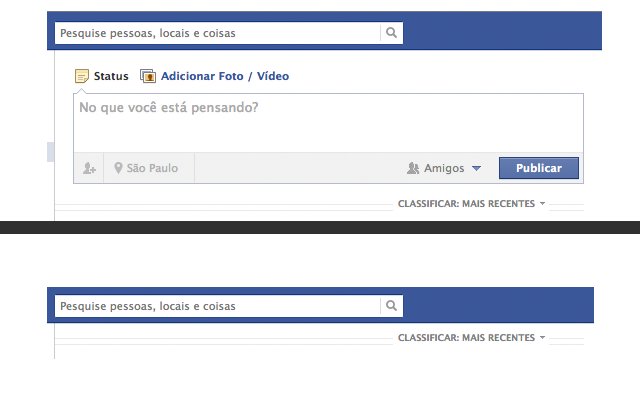 Pesquise pessoas, locais e coisas
Status Adicionar Foto / Vídeo
No que você está pensando?
São Paulo Amigos Publicar
CLASSIFICAR: MAIS RECENTES
Pesquise pessoas, locais e coisas
CLASSIFICAR: MAIS RECENTES